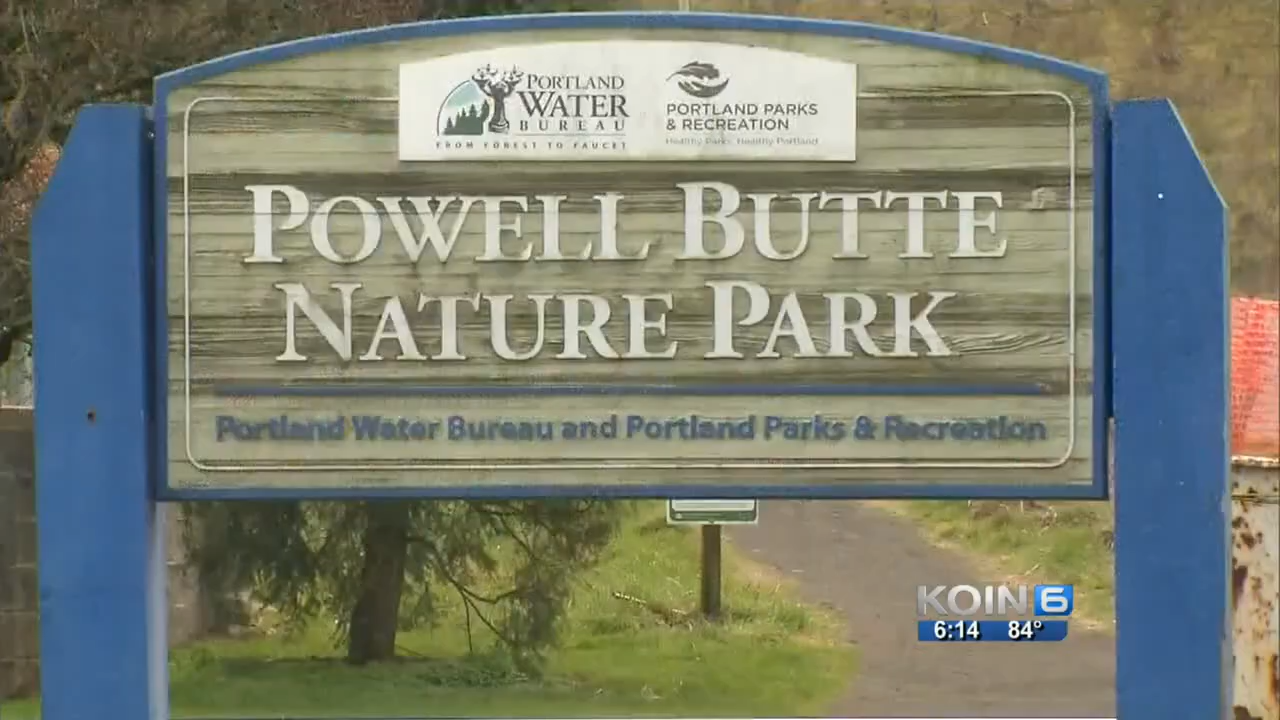 PORTLAND
WATER
BUREAU
FROM FOREST TO FAUCET
PORTLAND PARKS
& RECREATION
Healthy Parks, Healthy Portland
POWELL BUTTE
NATURE PARK
Portland Water Bureau and Portland Parks & Recreation
KOIN 6
6:14 84°